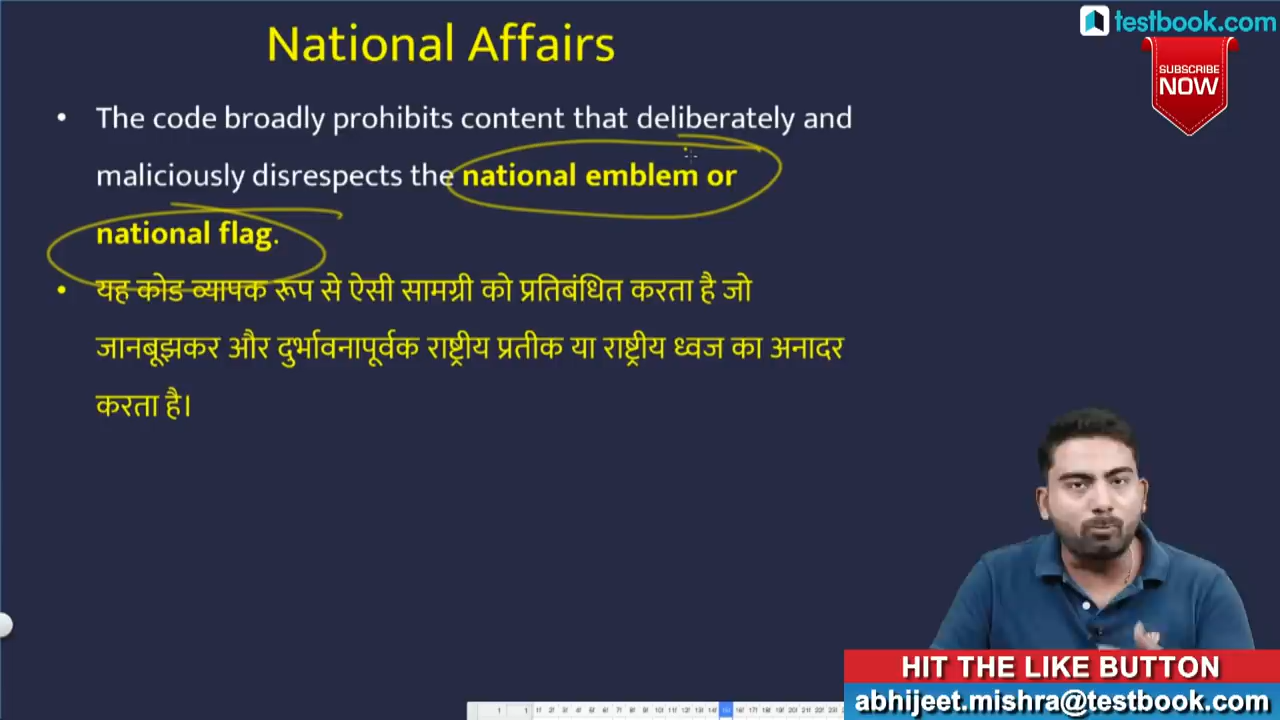 National Affairs
testbook.com
SUBSCRIBE
NOW
• The code broadly prohibits content that deliberately and
maliciously disrespects the national emblem or
national flag.
• यह कोड व्यापक रूप से ऐसी सामग्री को प्रतिबंधित करता है जो
जानबूझकर और दुर्भावनापूर्वक राष्ट्रीय प्रतीक या राष्ट्रीय ध्वज का अनादर
करता है।
HIT THE LIKE BUTTON
abhijeet.mishra@testbook.com